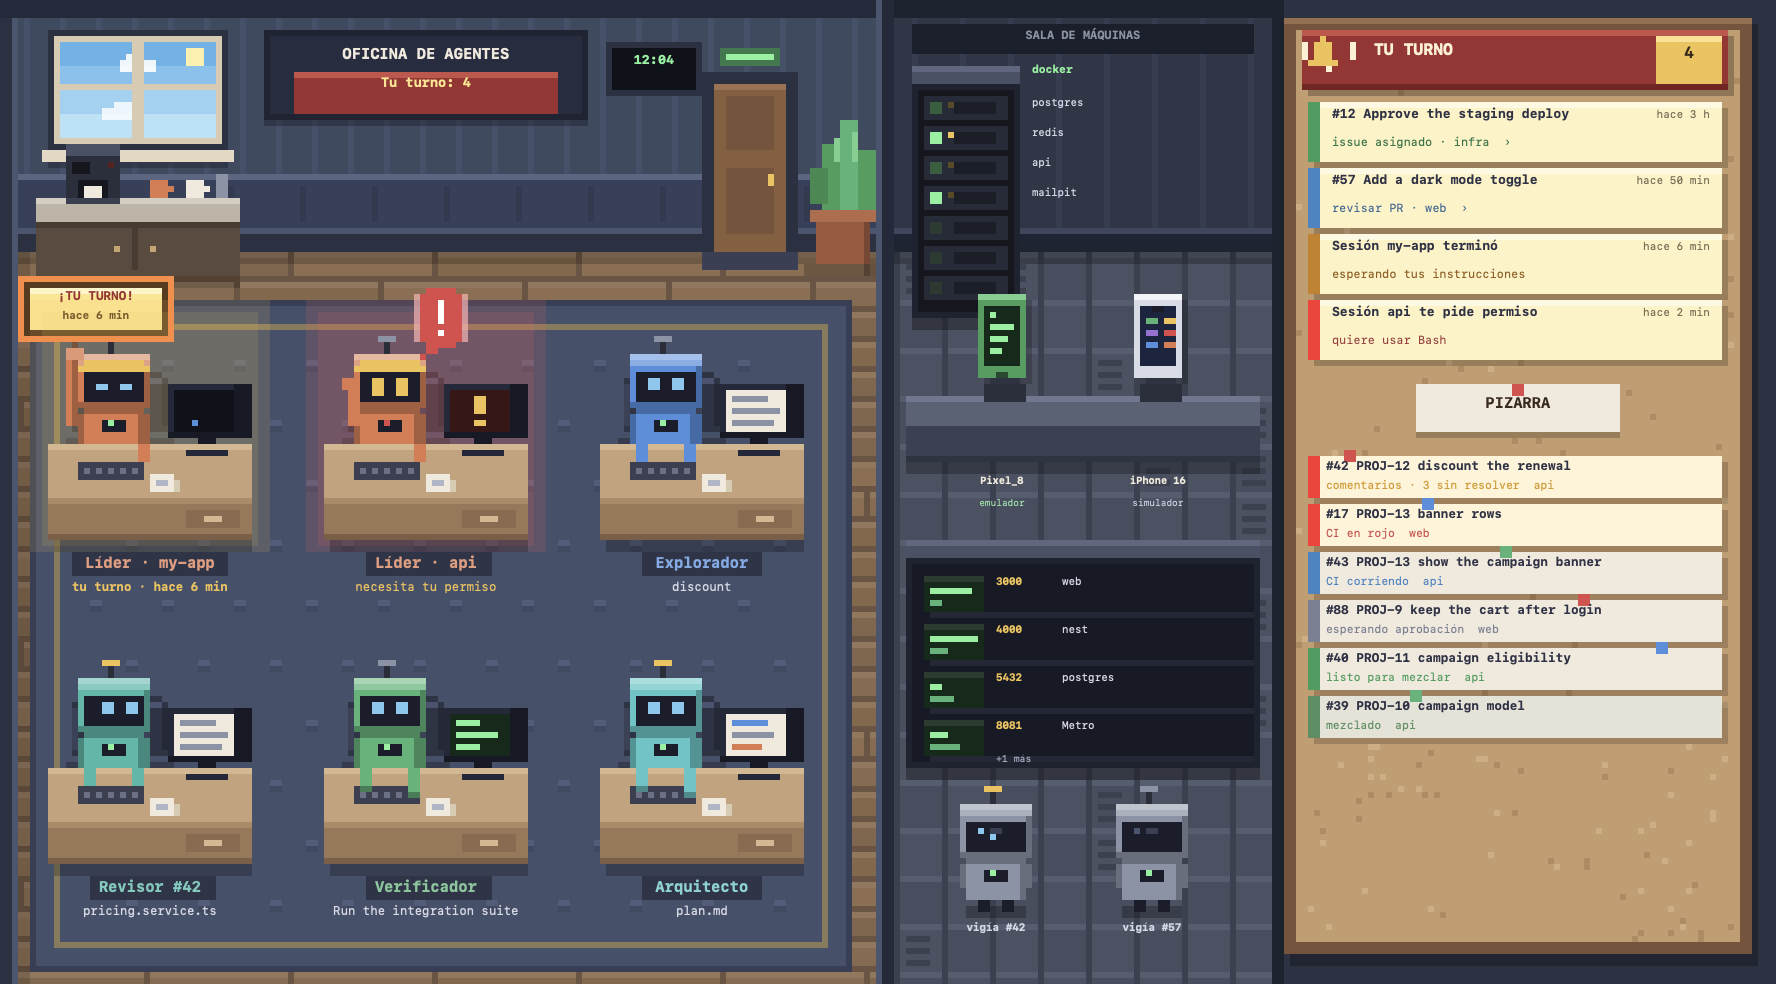 OFICINA DE AGENTES
Tu turno: 4
12:04
¡TU TURNO!
hace 6 min
Líder · my-app
tu turno · hace 6 min
Líder · api
necesita tu permiso
Explorador
discount
Revisor #42
pricing.service.ts
Verificador
Run the integration suite
Arquitecto
plan.md
SALA DE MÁQUINAS
docker
postgres
redis
api
mailpit
Pixel_8
emulador
iPhone 16
simulador
3000 web
4000 nest
5432 postgres
8081 Metro
+1 más
vigía #42
vigía #57
TU TURNO
4
#12 Approve the staging deploy hace 3 h
issue asignado · infra ›
#57 Add a dark mode toggle hace 50 min
revisar PR · web ›
Sesión my-app terminó hace 6 min
esperando tus instrucciones
Sesión api te pide permiso hace 2 min
quiere usar Bash
PIZARRA
#42 PROJ-12 discount the renewal
comentarios · 3 sin resolver api
#17 PROJ-13 banner rows
CI en rojo web
#43 PROJ-13 show the campaign banner
CI corriendo api
#88 PROJ-9 keep the cart after login
esperando aprobación web
#40 PROJ-11 campaign eligibility
listo para mezclar api
#39 PROJ-10 campaign model
mezclado api